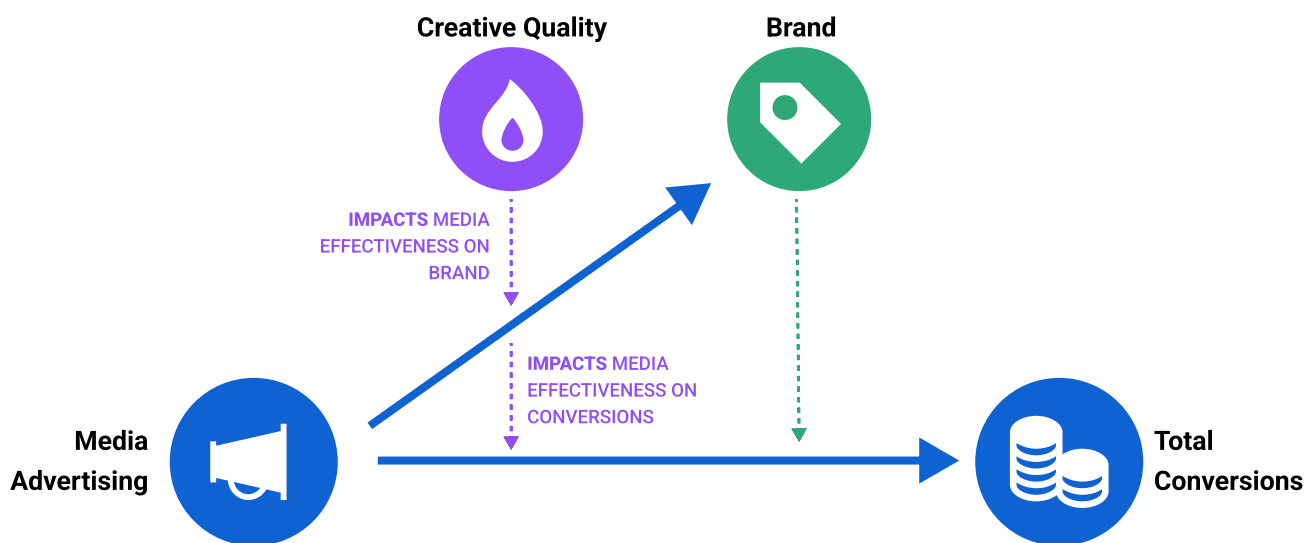 Creative Quality
Brand
IMPACTS MEDIA
EFFECTIVENESS ON
BRAND
IMPACTS MEDIA
EFFECTIVENESS ON
CONVERSIONS
Media
Advertising
Total
Conversions